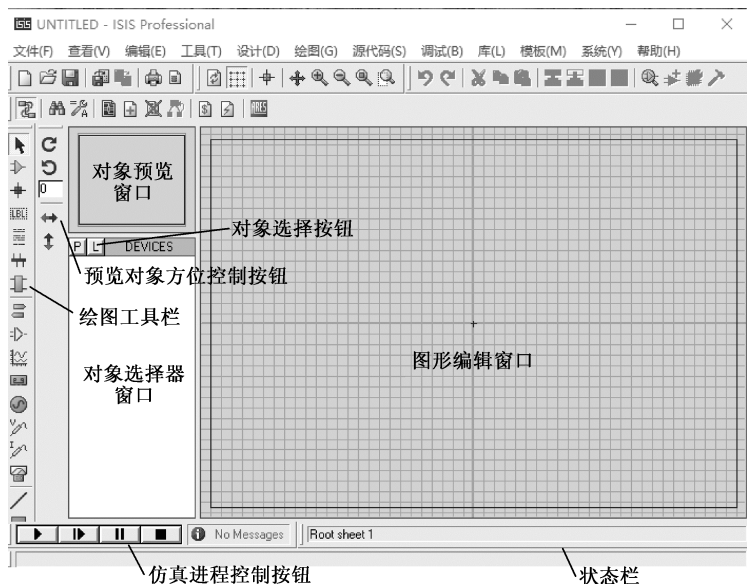 ISIS UNTITLED - ISIS Professional
文件(F) 查看(V) 编辑(E) 工具(T) 设计(D) 绘图(G) 源代码(S) 调试(B) 库(L) 模板(M) 系统(Y) 帮助(H)
对象预览
窗口
0
LBL
对象选择按钮
P L DEVICES
预览对象方位控制按钮
绘图工具栏
图形编辑窗口
对象选择器
窗口
No Messages Root sheet 1
仿真进程控制按钮 状态栏